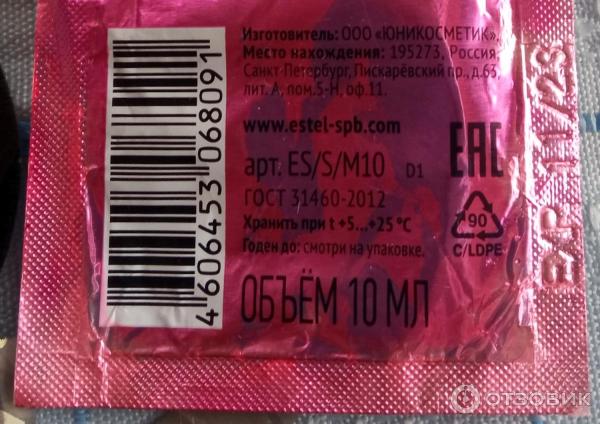 4 606453 068091
Изготовитель: ООО «ЮНИКОСМЕТИК».
Место нахождения: 195273, Россия,
Санкт-Петербург, Пискарёвский пр., д.63,
лит. А, пом.5-Н, оф.11.
www.estel-spb.com
арт. ES/S/M10 D1
ГОСТ 31460-2012
Хранить при t +5...+25 °C
Годен до: смотри на упаковке.
ОБЪЁМ 10 МЛ
EAC
90
C/LDPE
EXP 11/23
ОТЗОВИК